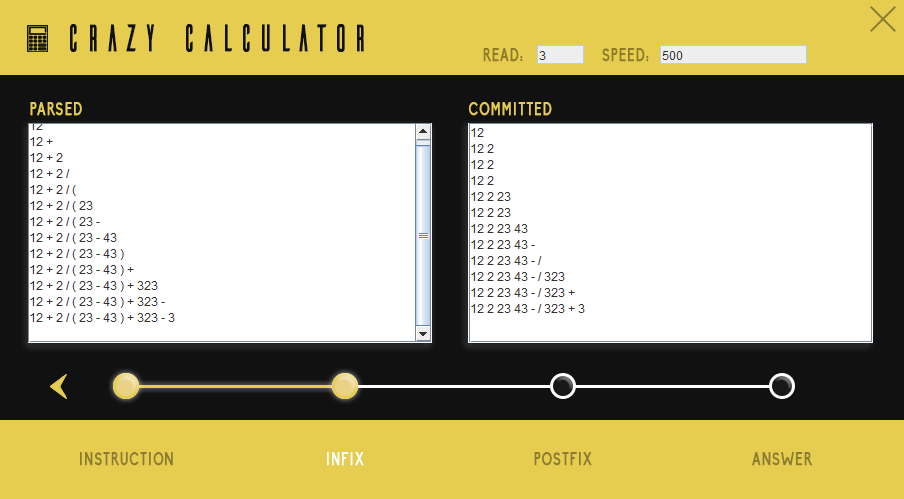 CRAZY CALCULATOR
READ: 3 SPEED: 500
PARSED
12
12 +
12 + 2
12 + 2 /
12 + 2 / (
12 + 2 / ( 23
12 + 2 / ( 23 -
12 + 2 / ( 23 - 43
12 + 2 / ( 23 - 43 )
12 + 2 / ( 23 - 43 ) +
12 + 2 / ( 23 - 43 ) + 323
12 + 2 / ( 23 - 43 ) + 323 -
12 + 2 / ( 23 - 43 ) + 323 - 3
COMMITTED
12
12 2
12 2
12 2
12 2 23
12 2 23
12 2 23 43
12 2 23 43 -
12 2 23 43 - /
12 2 23 43 - / 323
12 2 23 43 - / 323 +
12 2 23 43 - / 323 + 3
INSTRUCTION INFIX POSTFIX ANSWER